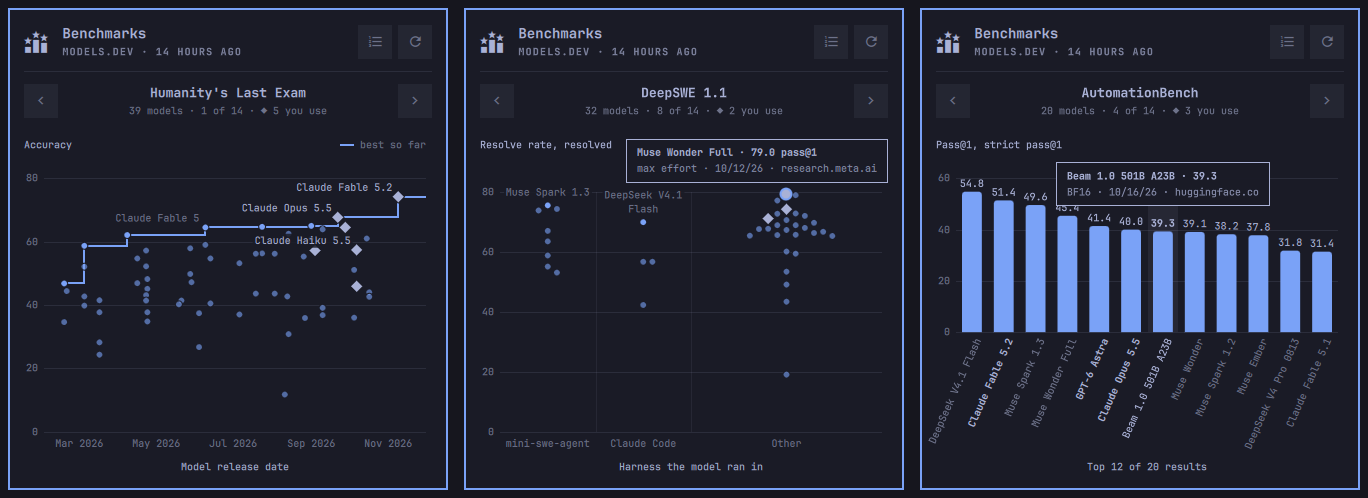 Benchmarks
MODELS.DEV · 14 HOURS AGO
Humanity's Last Exam
39 models · 1 of 14 · ◆ 5 you use
Accuracy
best so far
80
60
40
20
0
Claude Fable 5.2
Claude Opus 5.5
Claude Fable 5
Claude Haiku 5.5
Mar 2026
May 2026
Jul 2026
Sep 2026
Nov 2026
Model release date
Benchmarks
MODELS.DEV · 14 HOURS AGO
DeepSWE 1.1
32 models · 8 of 14 · ◆ 2 you use
Resolve rate, resolved
Muse Wonder Full · 79.0 pass@1
max effort · 10/12/26 · research.meta.ai
80
60
40
20
0
Muse Spark 1.3
DeepSeek V4.1
Flash
mini-swe-agent
Claude Code
Other
Harness the model ran in
Benchmarks
MODELS.DEV · 14 HOURS AGO
AutomationBench
20 models · 4 of 14 · ◆ 3 you use
Pass@1, strict pass@1
Beam 1.0 501B A23B · 39.3
BF16 · 10/16/26 · huggingface.co
60
40
20
0
54.8
51.4
49.6
45.4
41.4
40.0
39.3
39.1
38.2
37.8
31.8
31.4
DeepSeek V4.1 Flash
Claude Fable 5.2
Muse Spark 1.3
Muse Wonder Full
GPT-6 Astra
Claude Opus 5.5
Beam 1.0 501B A23B
Muse Wonder
Muse Spark 1.2
Muse Ember
DeepSeek V4 Pro 0813
Claude Fable 5.1
Top 12 of 20 results